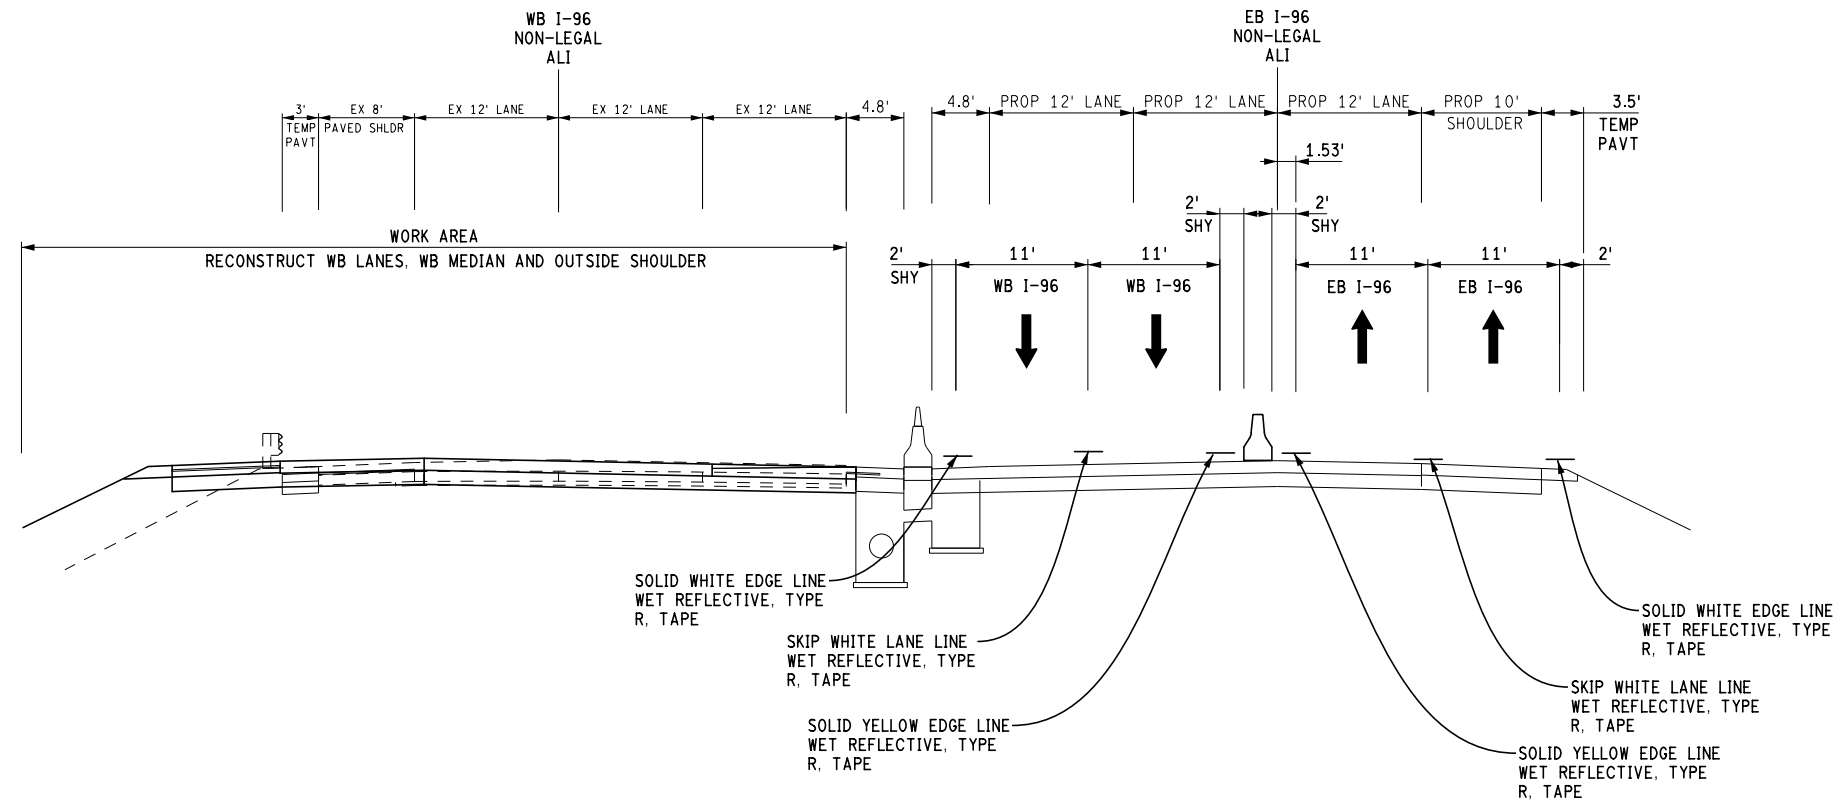 WB I-96
NON-LEGAL
ALI
EB I-96
NON-LEGAL
ALI
3'
TEMP
PAVT
EX 8'
PAVED SHLDR
EX 12' LANE
EX 12' LANE
EX 12' LANE
4.8'
4.8'
PROP 12' LANE
PROP 12' LANE
PROP 12' LANE
PROP 10'
SHOULDER
3.5'
TEMP
PAVT
1.53'
2'
SHY
2'
SHY
WORK AREA
RECONSTRUCT WB LANES, WB MEDIAN AND OUTSIDE SHOULDER
2'
SHY
11'
WB I-96
11'
WB I-96
11'
EB I-96
11'
EB I-96
2'
SOLID WHITE EDGE LINE
WET REFLECTIVE, TYPE
R, TAPE
SKIP WHITE LANE LINE
WET REFLECTIVE, TYPE
R, TAPE
SOLID YELLOW EDGE LINE
WET REFLECTIVE, TYPE
R, TAPE
SOLID WHITE EDGE LINE
WET REFLECTIVE, TYPE
R, TAPE
SKIP WHITE LANE LINE
WET REFLECTIVE, TYPE
R, TAPE
SOLID YELLOW EDGE LINE
WET REFLECTIVE, TYPE
R, TAPE